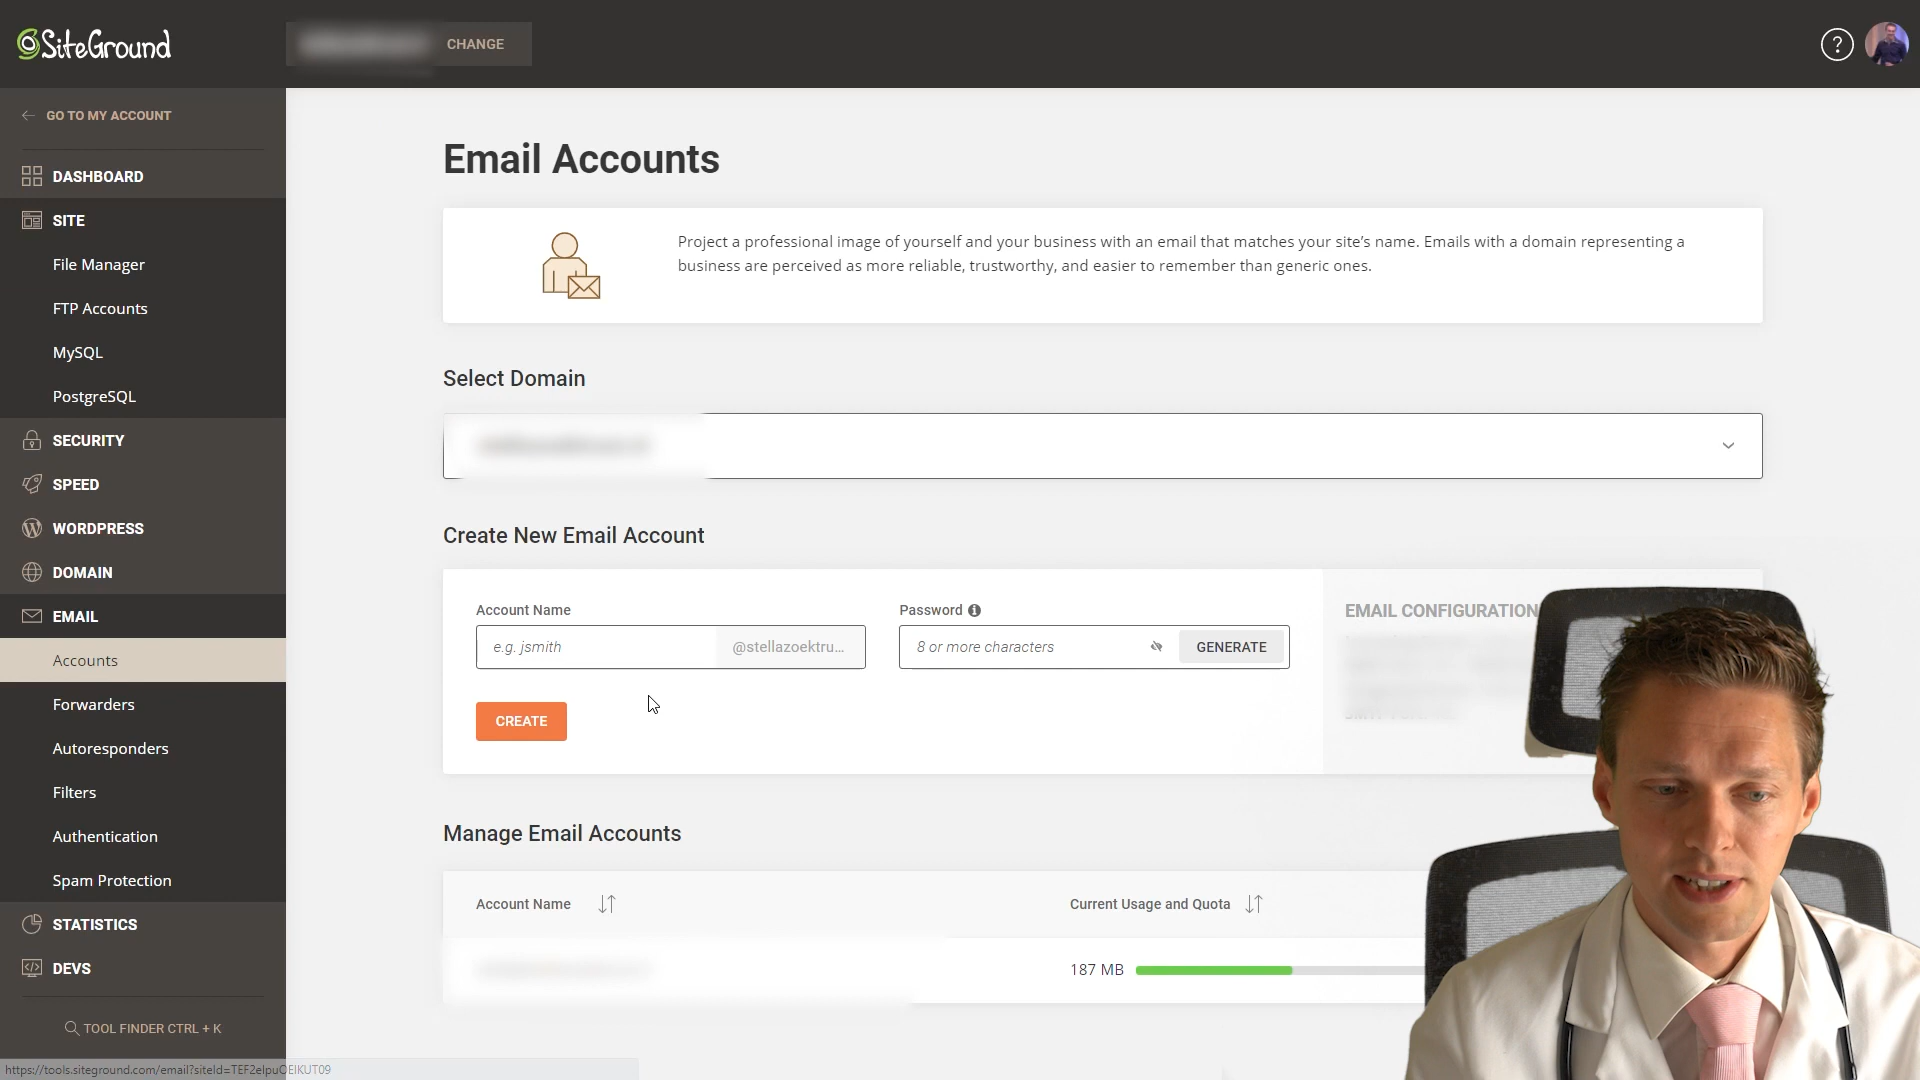 SiteGround
CHANGE
?
GO TO MY ACCOUNT
DASHBOARD
SITE
File Manager
FTP Accounts
MySQL
PostgreSQL
SECURITY
SPEED
WORDPRESS
DOMAIN
EMAIL
Accounts
Forwarders
Autoresponders
Filters
Authentication
Spam Protection
STATISTICS
DEVS
TOOL FINDER CTRL + K
Email Accounts
Project a professional image of yourself and your business with an email that matches your site's name. Emails with a domain representing a
business are perceived as more reliable, trustworthy, and easier to remember than generic ones.
Select Domain
Create New Email Account
Account Name
e.g. jsmith @stellazoektru...
Password
8 or more characters GENERATE
CREATE
EMAIL CONFIGURATION
Manage Email Accounts
Account Name Current Usage and Quota
187 MB